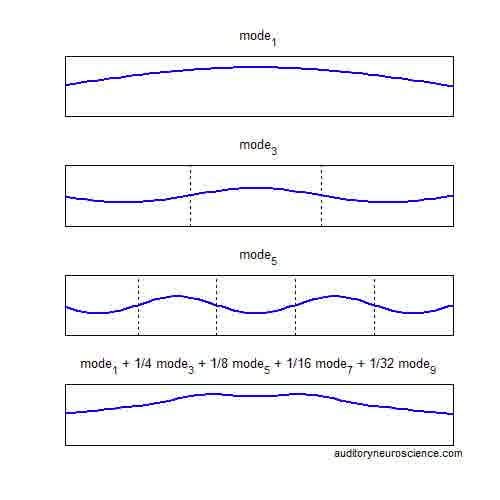 mode1
mode3
mode5
mode1 + 1/4 mode3 + 1/8 mode5 + 1/16 mode7 + 1/32 mode9
auditoryneuroscience.com